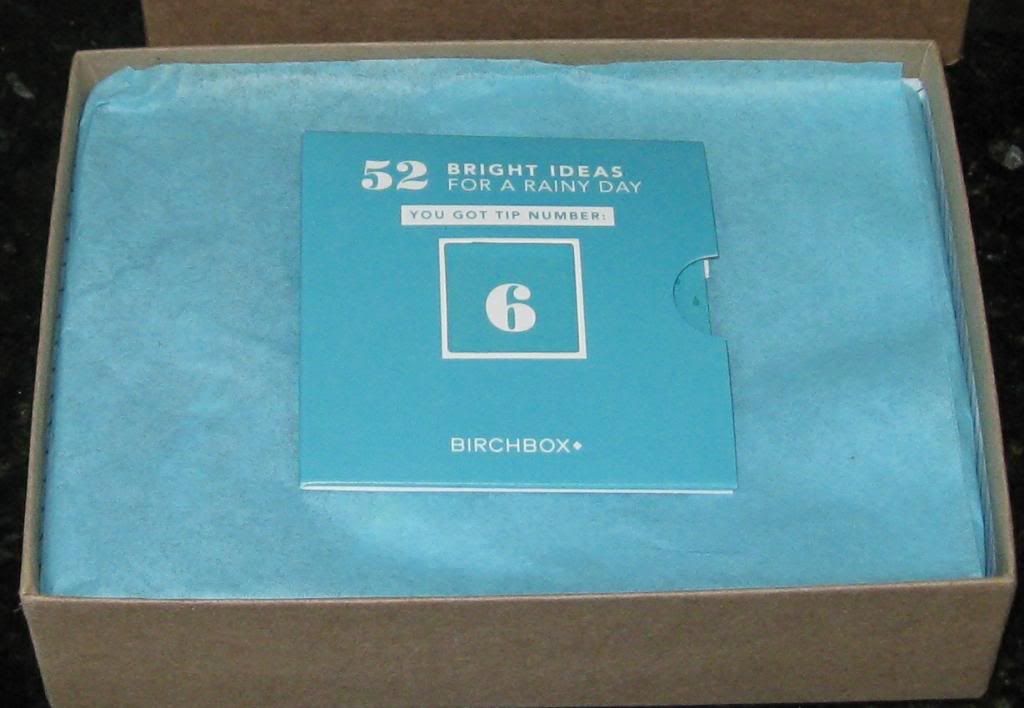 52 BRIGHT IDEAS
FOR A RAINY DAY
YOU GOT TIP NUMBER:
6
BIRCHBOX